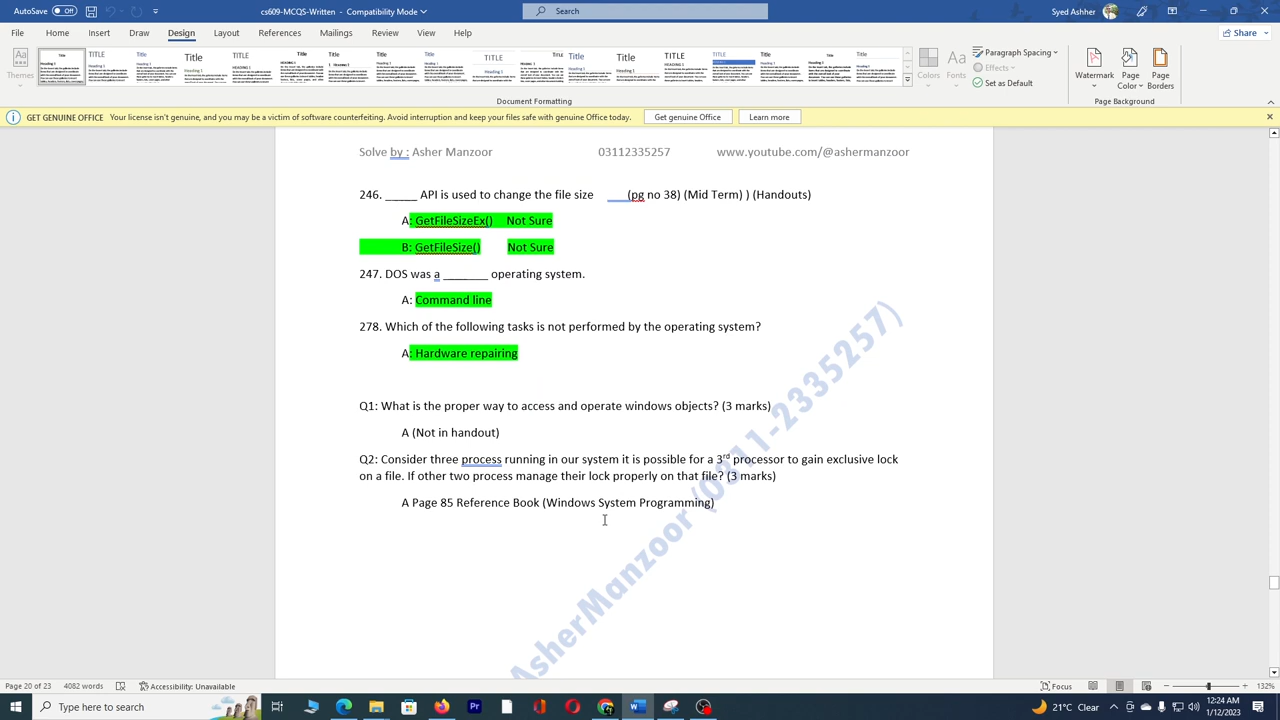 cs609-MCQS-Written - Compatibility Mode
Search
Syed Ashher
File Home Insert Draw Design Layout References Mailings Review View Help
Share
Paragraph Spacing
Effects
Set as Default
Themes
Colors Fonts
Watermark Page Color Page Borders
Document Formatting
Page Background
GET GENUINE OFFICE Your license isn't genuine, and you may be a victim of software counterfeiting. Avoid interruption and keep your files safe with genuine Office today. Get genuine Office Learn more
Solve by : Asher Manzoor 03112335257 www.youtube.com/@ashermanzoor
246. _____ API is used to change the file size ___(pg no 38) (Mid Term) ) (Handouts)
A: GetFileSizeEx() Not Sure
B: GetFileSize() Not Sure
247. DOS was a _______ operating system.
A: Command line
278. Which of the following tasks is not performed by the operating system?
A: Hardware repairing
Q1: What is the proper way to access and operate windows objects? (3 marks)
A (Not in handout)
Q2: Consider three process running in our system it is possible for a 3rd processor to gain exclusive lock
on a file. If other two process manage their lock properly on that file? (3 marks)
A Page 85 Reference Book (Windows System Programming)
AsherManzoor (0311-2335257)
Page 20 of 23 4082 words Accessibility: Unavailable Focus 132%
Type here to search
21°C Clear
12:24 AM
1/12/2023